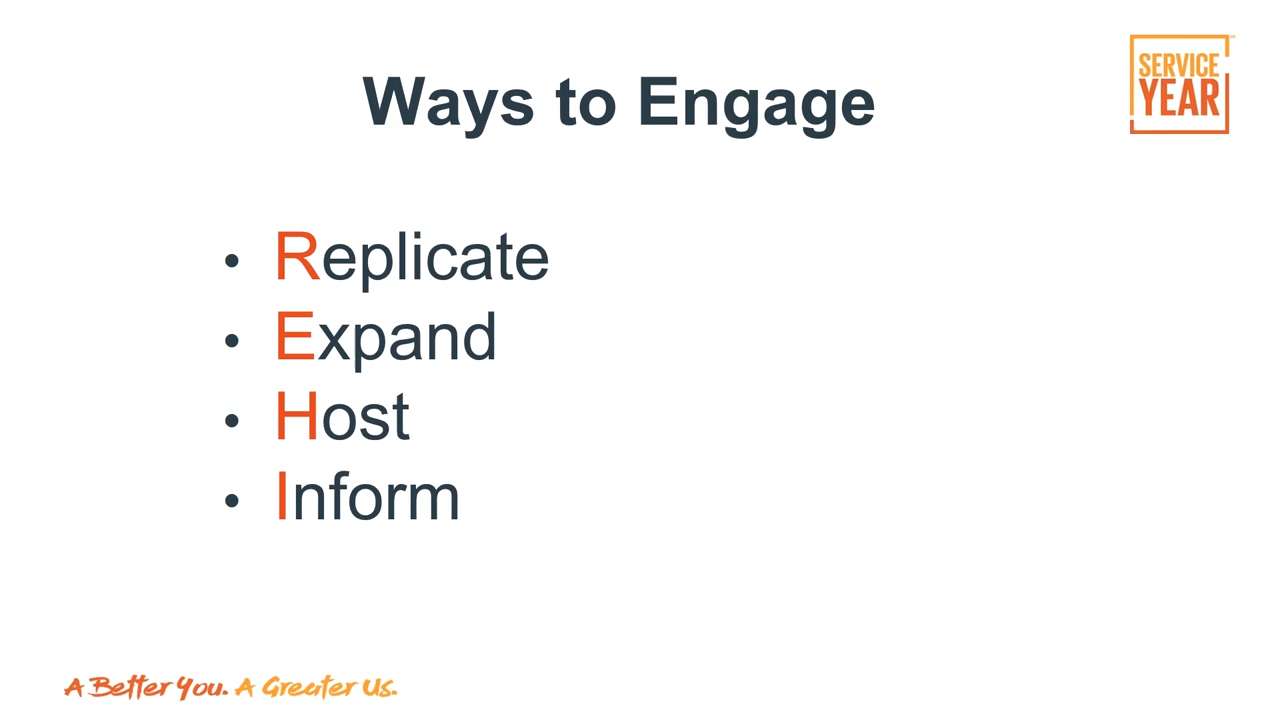 SERVICE
YEAR
Ways to Engage
• Replicate
• Expand
• Host
• Inform
A Better You. A Greater Us.